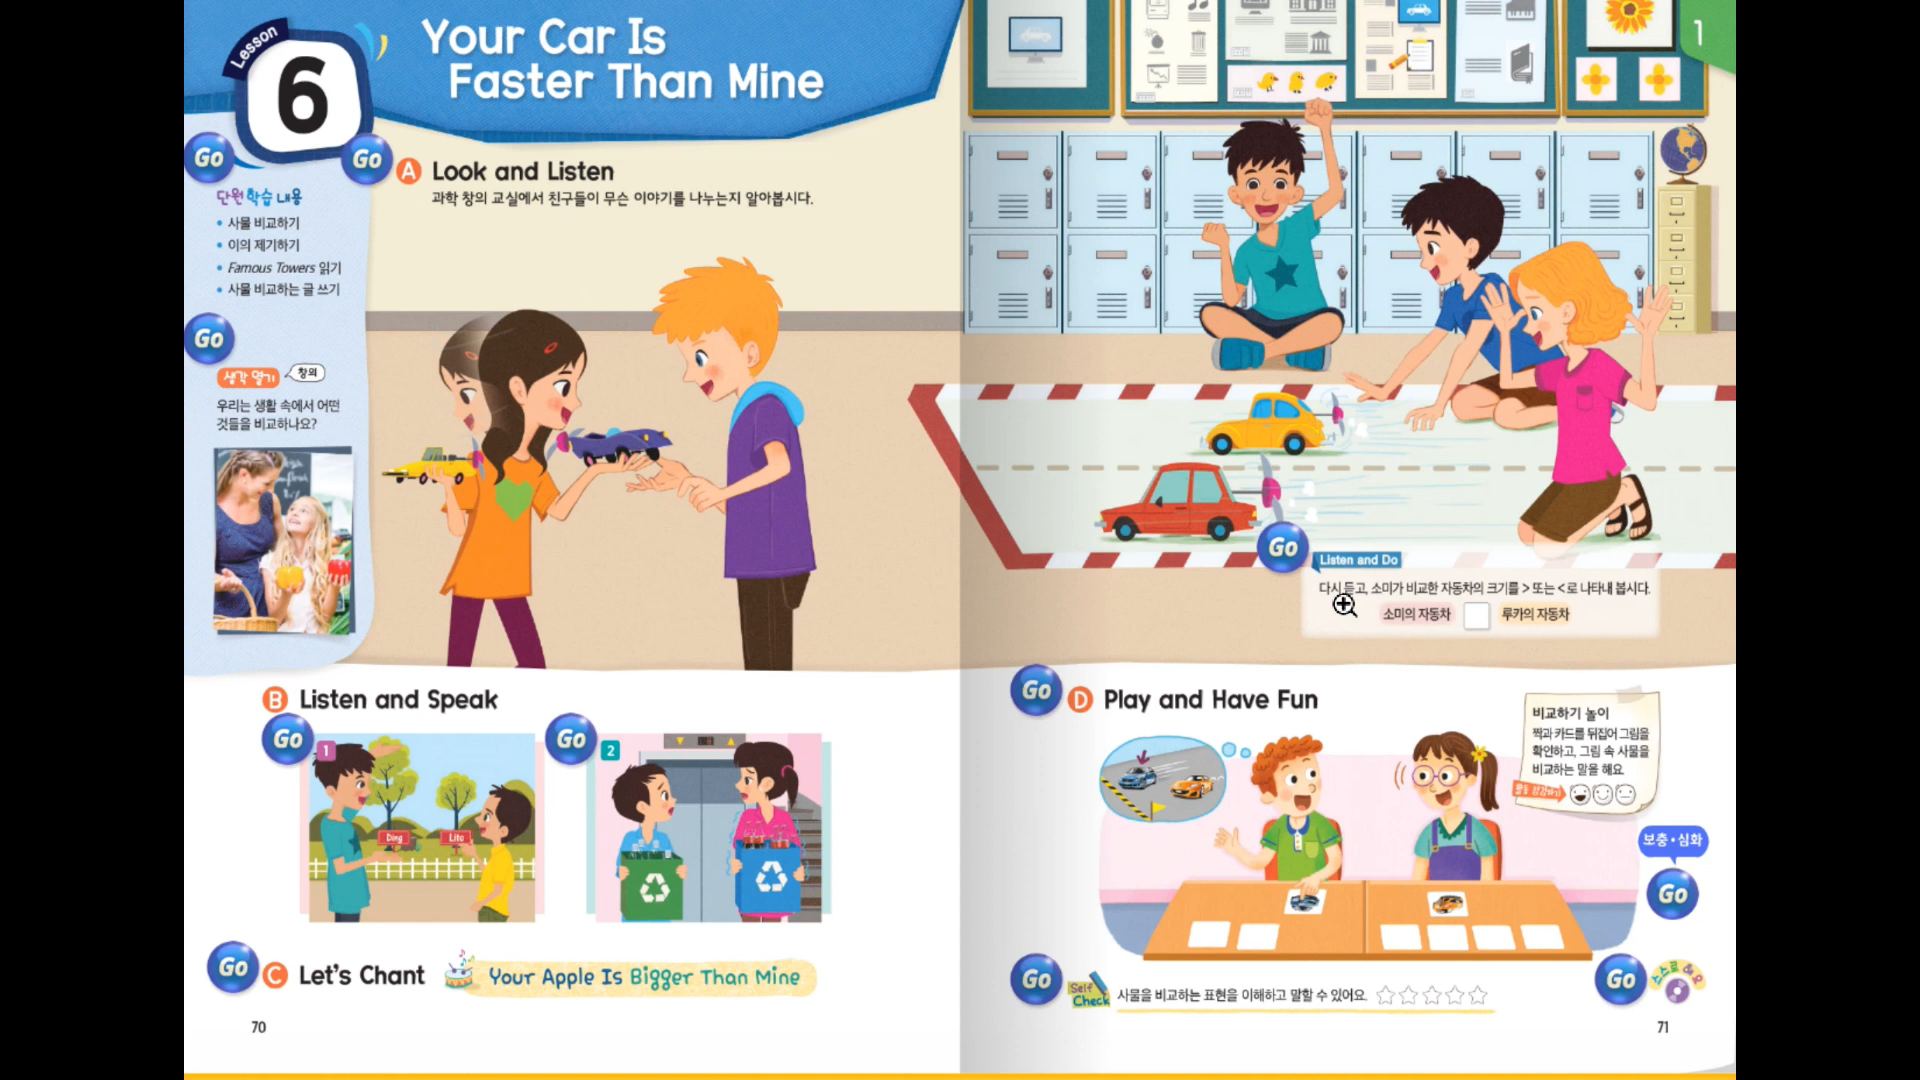 Lesson
6
Your Car Is
Faster Than Mine
1
Go
Go
A Look and Listen
과학 창의 교실에서 친구들이 무슨 이야기를 나누는지 알아봅시다.
단원 학습 내용
• 사물 비교하기
• 이의 제기하기
• Famous Towers 읽기
• 사물 비교하는 글 쓰기
Go
생각 열기
창의
우리는 생활 속에서 어떤
것들을 비교하나요?
Go
Listen and Do
다시 듣고, 소미가 비교한 자동차의 크기를 > 또는 <로 나타내 봅시다.
소미의 자동차
루카의 자동차
B Listen and Speak
Go
1
Ding
Lito
Go
2
Go
C Let's Chant
Your Apple Is Bigger Than Mine
70
Go
D Play and Have Fun
비교하기 놀이
짝과 카드를 뒤집어 그림을
확인하고, 그림 속 사물을
비교하는 말을 해요.
활동 점검하기
보충•심화
Go
Go
Self
Check
사물을 비교하는 표현을 이해하고 말할 수 있어요.
Go
71